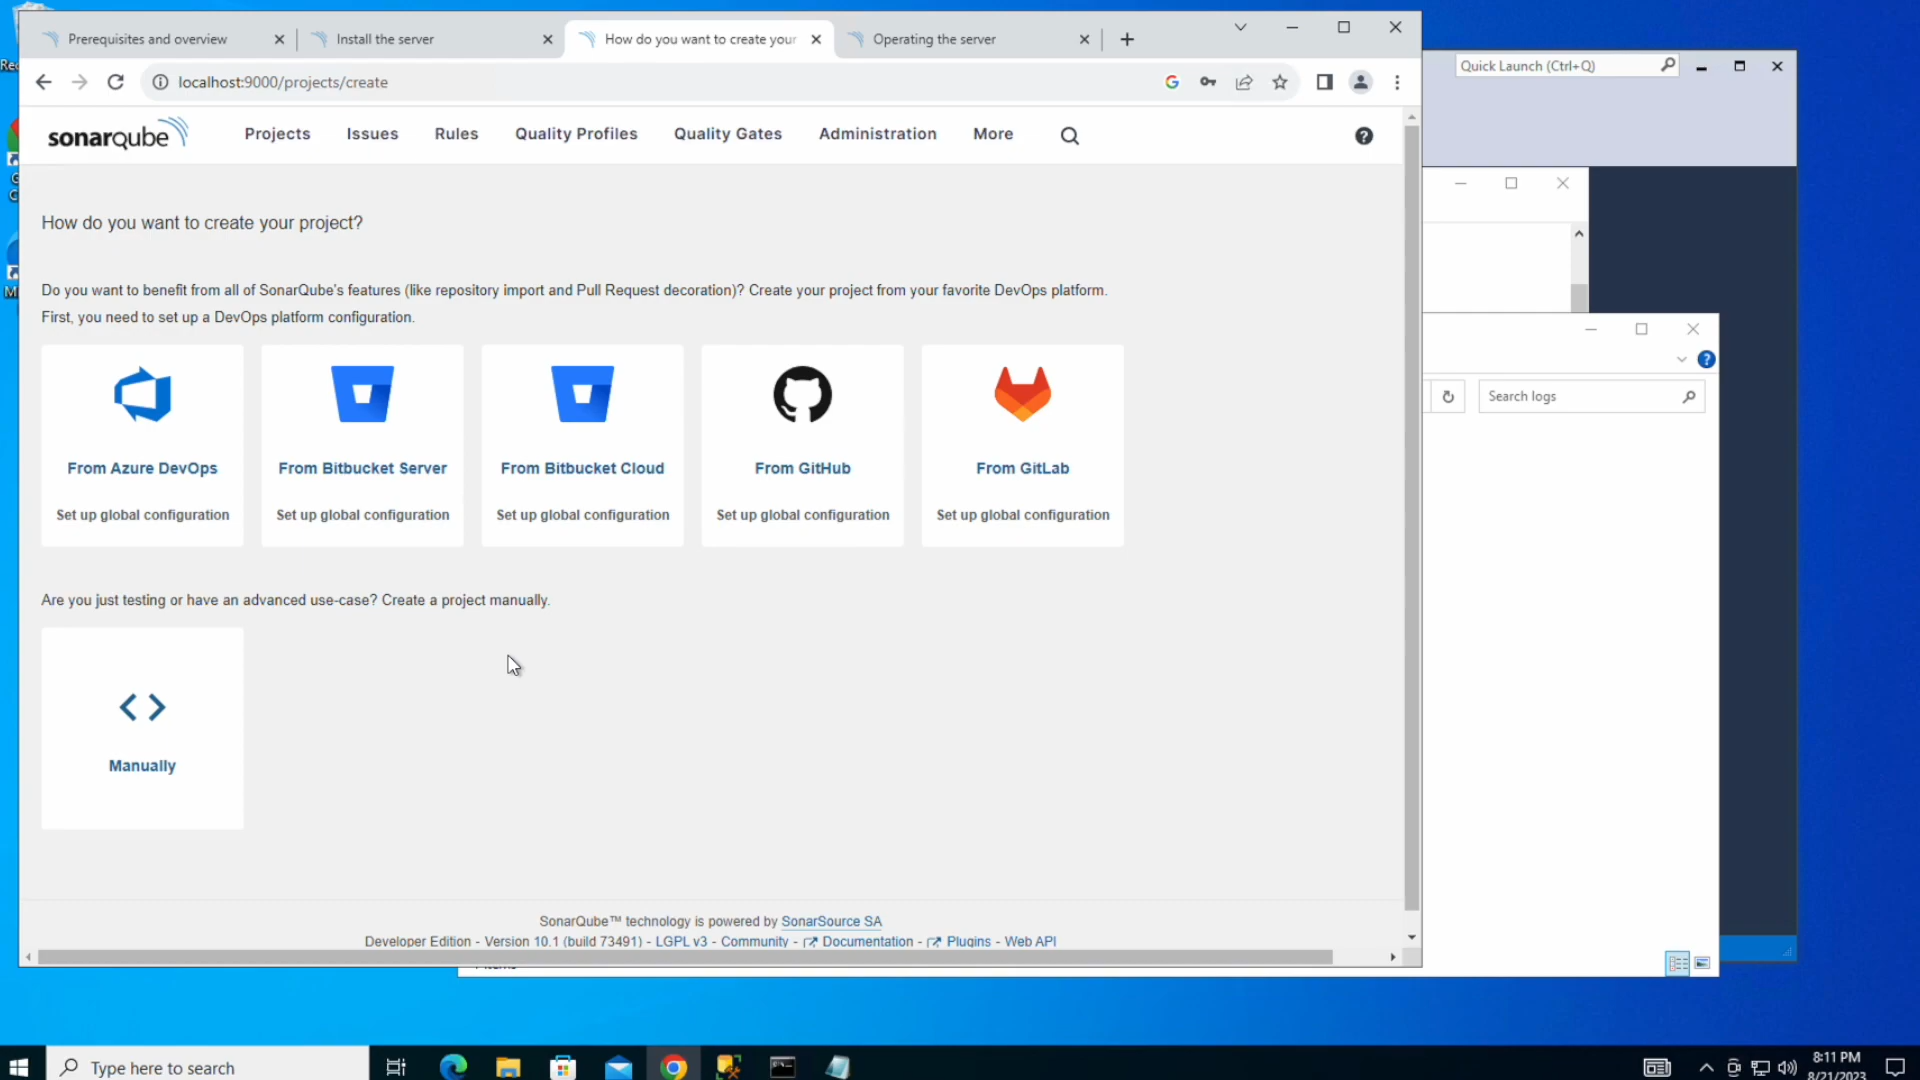 Prerequisites and overview
Install the server
How do you want to create your
Operating the server
localhost:9000/projects/create
Quick Launch (Ctrl+Q)
sonarqube
Projects
Issues
Rules
Quality Profiles
Quality Gates
Administration
More
How do you want to create your project?
Do you want to benefit from all of SonarQube's features (like repository import and Pull Request decoration)? Create your project from your favorite DevOps platform.
First, you need to set up a DevOps platform configuration.
Search logs
From Azure DevOps
From Bitbucket Server
From Bitbucket Cloud
From GitHub
From GitLab
Set up global configuration
Set up global configuration
Set up global configuration
Set up global configuration
Set up global configuration
Are you just testing or have an advanced use-case? Create a project manually.
Manually
SonarQube™ technology is powered by SonarSource SA
Developer Edition - Version 10.1 (build 73491) - LGPL v3 - Community - Documentation - Plugins - Web API
Type here to search
8:11 PM
8/21/2023